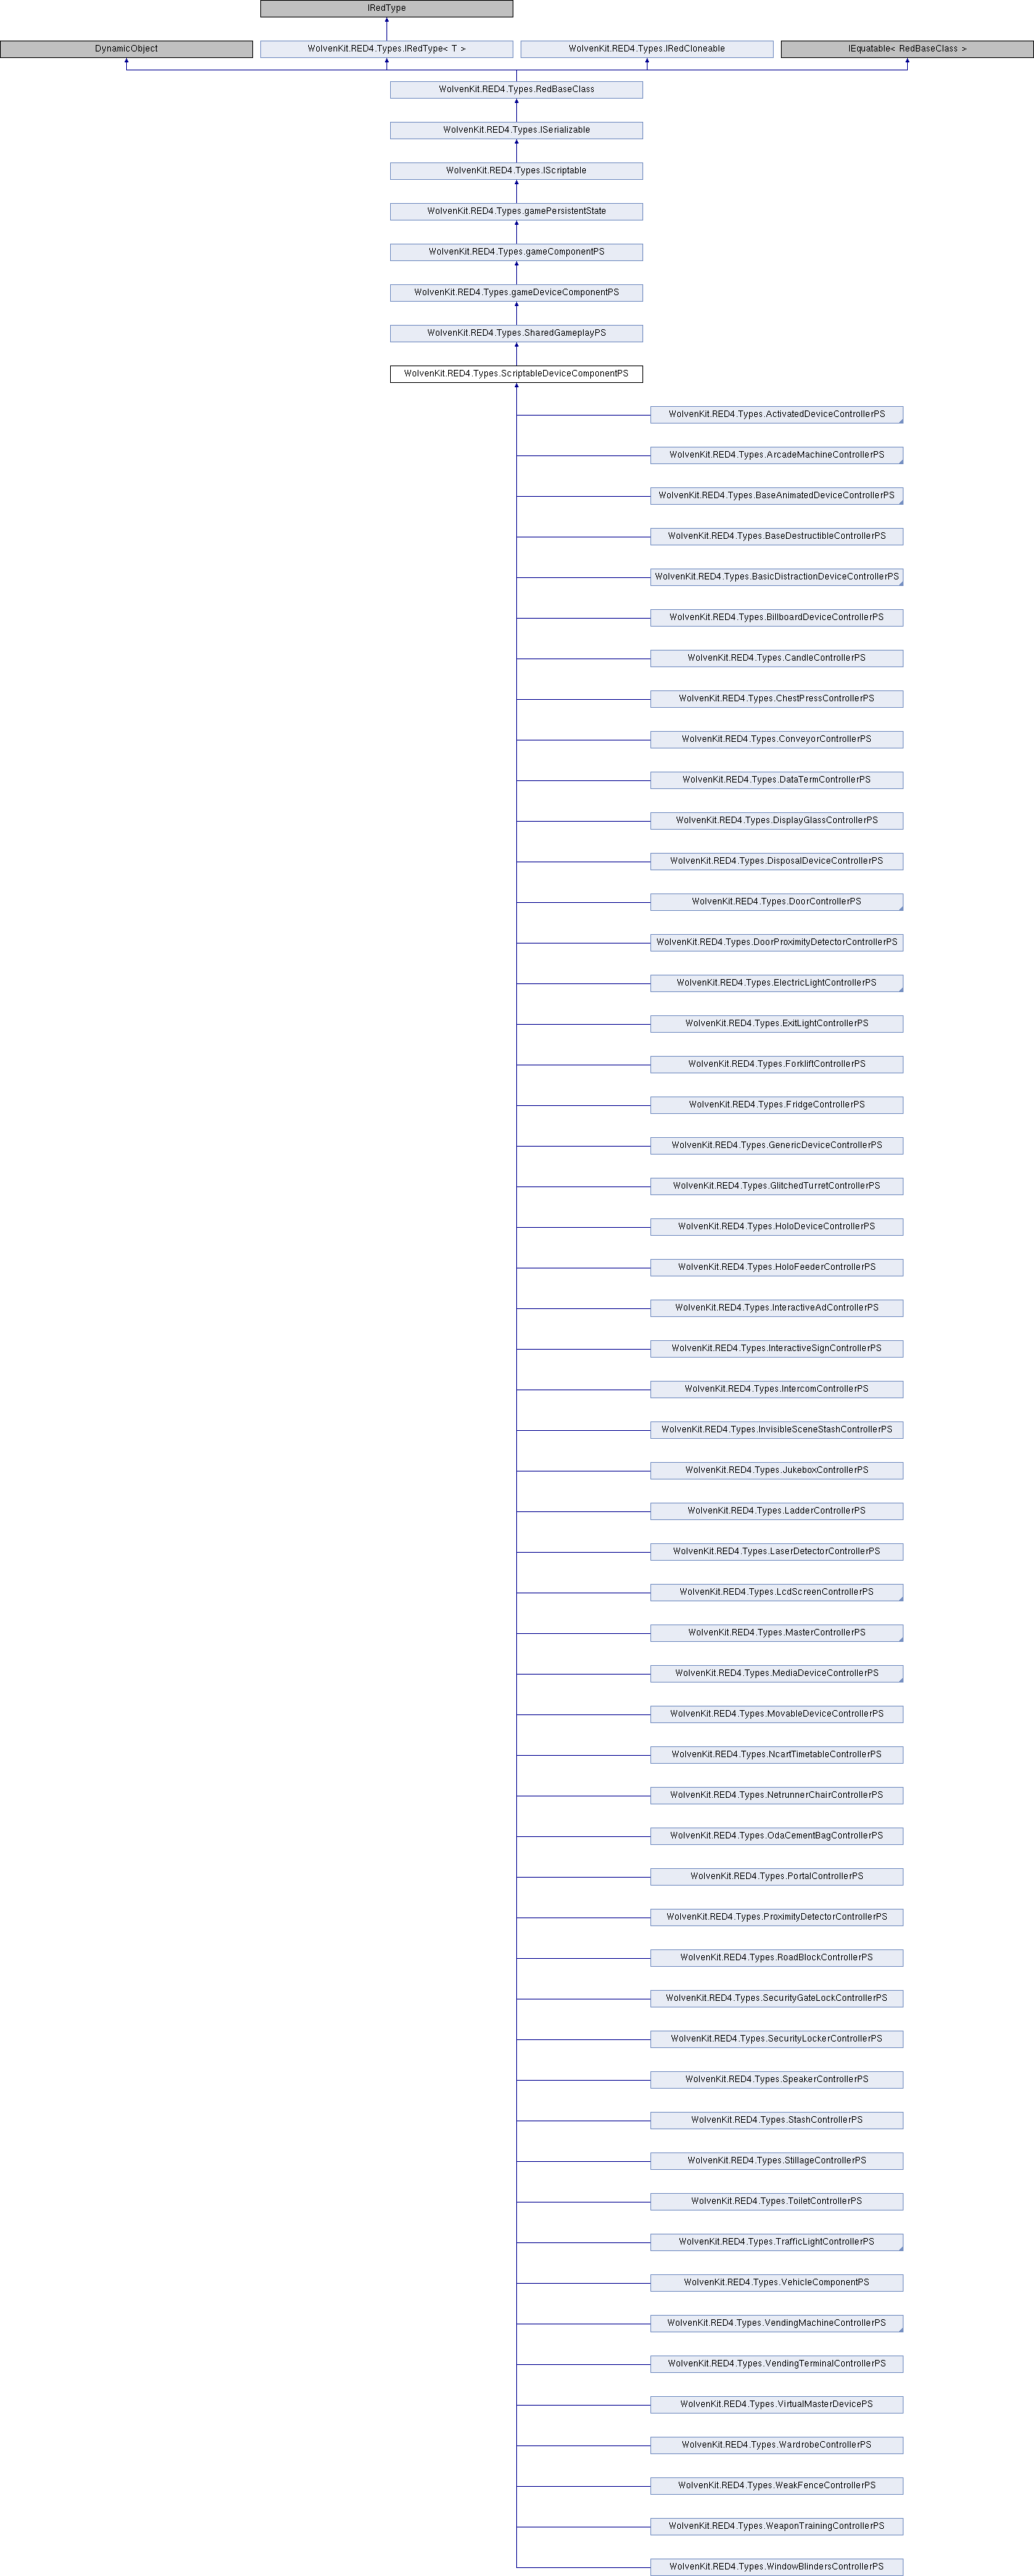 IRedType
DynamicObject
WolvenKit.RED4.Types.IRedType< T >
WolvenKit.RED4.Types.IRedCloneable
IEquatable< RedBaseClass >
WolvenKit.RED4.Types.RedBaseClass
WolvenKit.RED4.Types.ISerializable
WolvenKit.RED4.Types.IScriptable
WolvenKit.RED4.Types.gamePersistentState
WolvenKit.RED4.Types.gameComponentPS
WolvenKit.RED4.Types.gameDeviceComponentPS
WolvenKit.RED4.Types.SharedGameplayPS
WolvenKit.RED4.Types.ScriptableDeviceComponentPS
WolvenKit.RED4.Types.ActivatedDeviceControllerPS
WolvenKit.RED4.Types.ArcadeMachineControllerPS
WolvenKit.RED4.Types.BaseAnimatedDeviceControllerPS
WolvenKit.RED4.Types.BaseDestructibleControllerPS
WolvenKit.RED4.Types.BasicDistractionDeviceControllerPS
WolvenKit.RED4.Types.BillboardDeviceControllerPS
WolvenKit.RED4.Types.CandleControllerPS
WolvenKit.RED4.Types.ChestPressControllerPS
WolvenKit.RED4.Types.ConveyorControllerPS
WolvenKit.RED4.Types.DataTermControllerPS
WolvenKit.RED4.Types.DisplayGlassControllerPS
WolvenKit.RED4.Types.DisposalDeviceControllerPS
WolvenKit.RED4.Types.DoorControllerPS
WolvenKit.RED4.Types.DoorProximityDetectorControllerPS
WolvenKit.RED4.Types.ElectricLightControllerPS
WolvenKit.RED4.Types.ExitLightControllerPS
WolvenKit.RED4.Types.ForkliftControllerPS
WolvenKit.RED4.Types.FridgeControllerPS
WolvenKit.RED4.Types.GenericDeviceControllerPS
WolvenKit.RED4.Types.GlitchedTurretControllerPS
WolvenKit.RED4.Types.HoloDeviceControllerPS
WolvenKit.RED4.Types.HoloFeederControllerPS
WolvenKit.RED4.Types.InteractiveAdControllerPS
WolvenKit.RED4.Types.InteractiveSignControllerPS
WolvenKit.RED4.Types.IntercomControllerPS
WolvenKit.RED4.Types.InvisibleSceneStashControllerPS
WolvenKit.RED4.Types.JukeboxControllerPS
WolvenKit.RED4.Types.LadderControllerPS
WolvenKit.RED4.Types.LaserDetectorControllerPS
WolvenKit.RED4.Types.LcdScreenControllerPS
WolvenKit.RED4.Types.MasterControllerPS
WolvenKit.RED4.Types.MediaDeviceControllerPS
WolvenKit.RED4.Types.MovableDeviceControllerPS
WolvenKit.RED4.Types.NcartTimetableControllerPS
WolvenKit.RED4.Types.NetrunnerChairControllerPS
WolvenKit.RED4.Types.OdaCementBagControllerPS
WolvenKit.RED4.Types.PortalControllerPS
WolvenKit.RED4.Types.ProximityDetectorControllerPS
WolvenKit.RED4.Types.RoadBlockControllerPS
WolvenKit.RED4.Types.SecurityGateLockControllerPS
WolvenKit.RED4.Types.SecurityLockerControllerPS
WolvenKit.RED4.Types.SpeakerControllerPS
WolvenKit.RED4.Types.StashControllerPS
WolvenKit.RED4.Types.StillageControllerPS
WolvenKit.RED4.Types.ToiletControllerPS
WolvenKit.RED4.Types.TrafficLightControllerPS
WolvenKit.RED4.Types.VehicleComponentPS
WolvenKit.RED4.Types.VendingMachineControllerPS
WolvenKit.RED4.Types.VendingTerminalControllerPS
WolvenKit.RED4.Types.VirtualMasterDevicePS
WolvenKit.RED4.Types.WardrobeControllerPS
WolvenKit.RED4.Types.WeakFenceControllerPS
WolvenKit.RED4.Types.WeaponTrainingControllerPS
WolvenKit.RED4.Types.WindowBlindersControllerPS